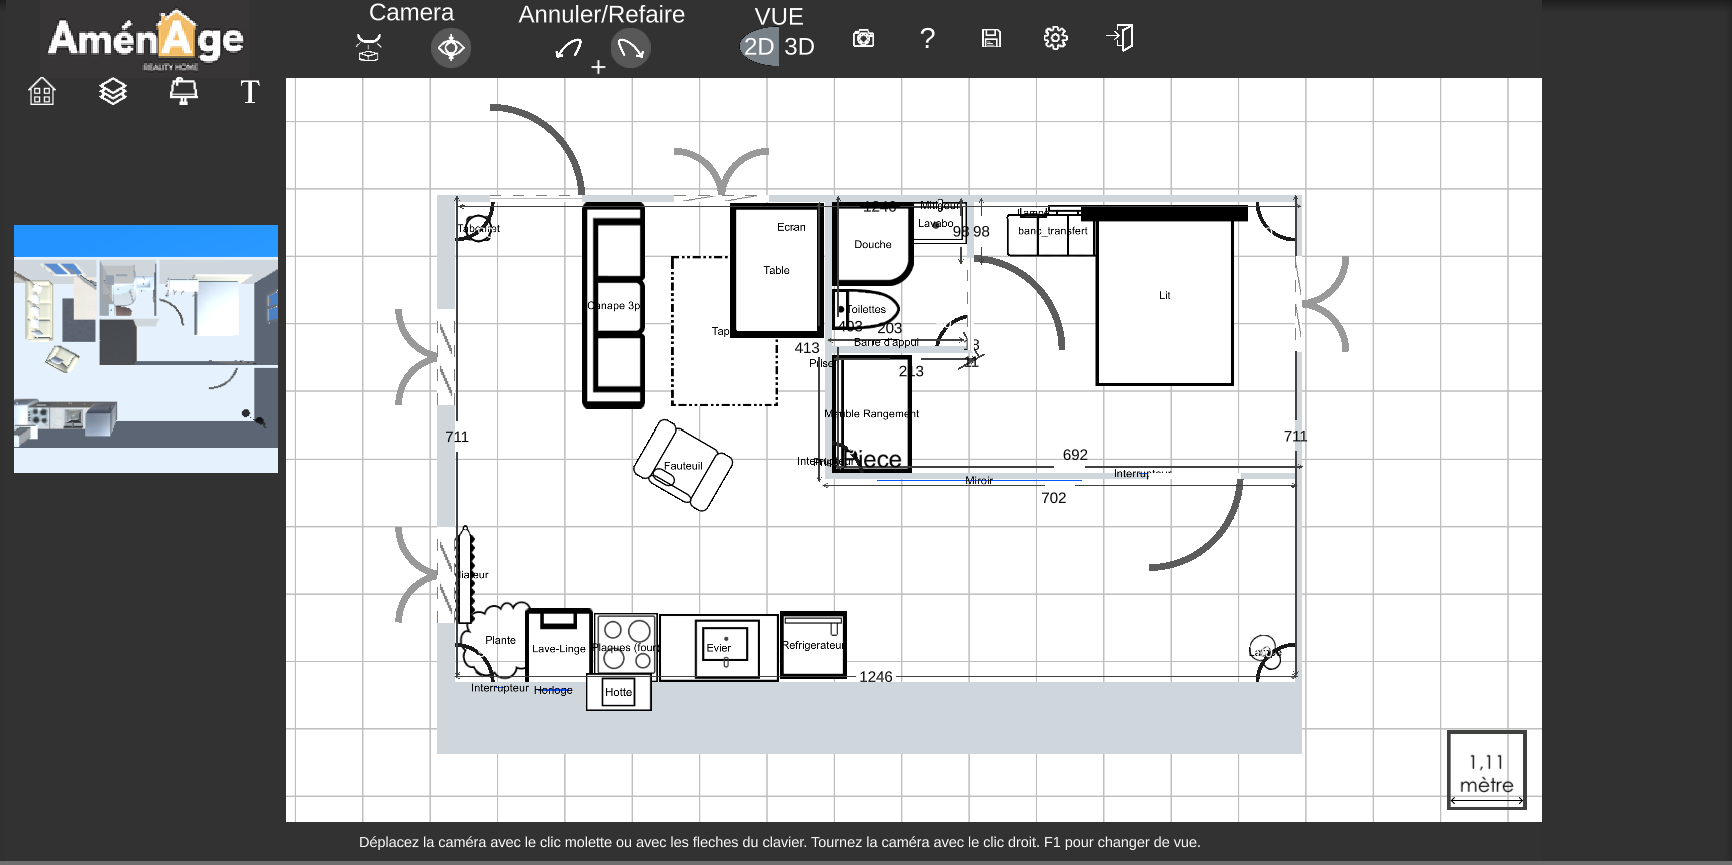 Camera
Annuler/Refaire
VUE
AménAge
REALITY HOME
2D 3D
?
+
T
1246
Mitigeur
Lampe
Tabouret
Ecran
Lavabo
98 98
banc_transfert
Douche
Table
Lit
Canape 3p
Toilettes
403
203
Tap
Barre d'appui
413
Prise
11
213
Meuble Rangement
711
711
692
Piece
Interrupteur
Miroir
702
Fauteuil
Plante
Lave-Linge
Plaques (four)
Evier
Refrigerateur
1246
Interrupteur
Horloge
Hotte
1,11
mètre
Déplacez la caméra avec le clic molette ou avec les fleches du clavier. Tournez la caméra avec le clic droit. F1 pour changer de vue.